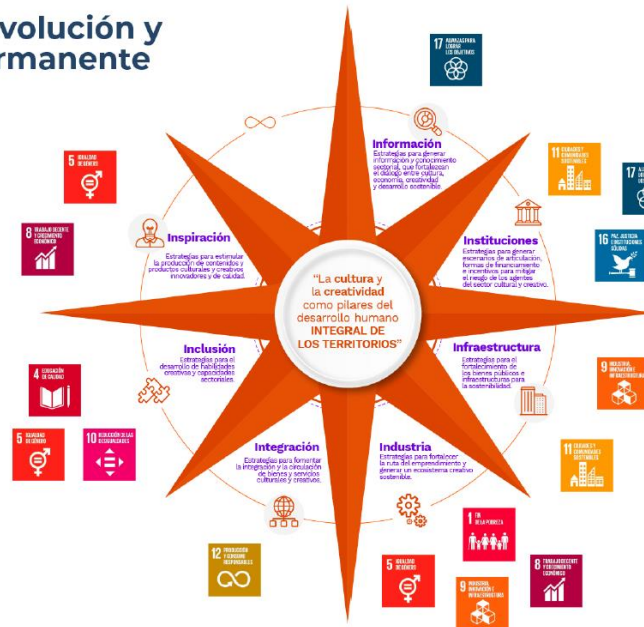 volución y
rmanente
17 ALIANZAS PARA
LOGRAR
LOS OBJETIVOS
Información
Estrategias para generar
información y conocimiento
sectorial, que fortalezcan
el diálogo entre cultura,
economía, creatividad
y desarrollo sostenible.
5 IGUALDAD
DE GÉNERO
11 CIUDADES Y
COMUNIDADES
SOSTENIBLES
17
8 TRABAJO DECENTE
Y CRECIMIENTO
ECONÓMICO
Inspiración
Estrategias para estimular
la producción de contenidos y
productos culturales y creativos
innovadores y de calidad.
Instituciones
Estrategias para generar
escenarios de articulación,
formas de financiamiento
e incentivos para mitigar
el riesgo de los agentes
del sector cultural y creativo.
16 PAZ, JUSTICIA
E INSTITUCIONES
SÓLIDAS
“La cultura y
la creatividad
como pilares del
desarrollo humano
INTEGRAL DE
LOS TERRITORIOS”
Inclusión
Estrategias para el
desarrollo de habilidades
creativas y capacidades
sectoriales.
Infraestructura
Estrategias para el
fortalecimiento de
los bienes públicos e
infraestructuras para
la sostenibilidad.
9 INDUSTRIA,
INNOVACIÓN E
INFRAESTRUCTURA
4 EDUCACIÓN
DE CALIDAD
5 IGUALDAD
DE GÉNERO
10 REDUCCIÓN DE LAS
DESIGUALDADES
Integración
Estrategias para fomentar
la integración y la circulación
de bienes y servicios
culturales y creativos.
Industria
Estrategias para fortalecer
la ruta del emprendimiento y
generar un ecosistema creativo
sostenible.
11 CIUDADES Y
COMUNIDADES
SOSTENIBLES
1 FIN
DE LA POBREZA
12 PRODUCCIÓN
Y CONSUMO
RESPONSABLES
5 IGUALDAD
DE GÉNERO
9 INDUSTRIA,
INNOVACIÓN E
INFRAESTRUCTURA
8 TRABAJO DECENTE
Y CRECIMIENTO
ECONÓMICO